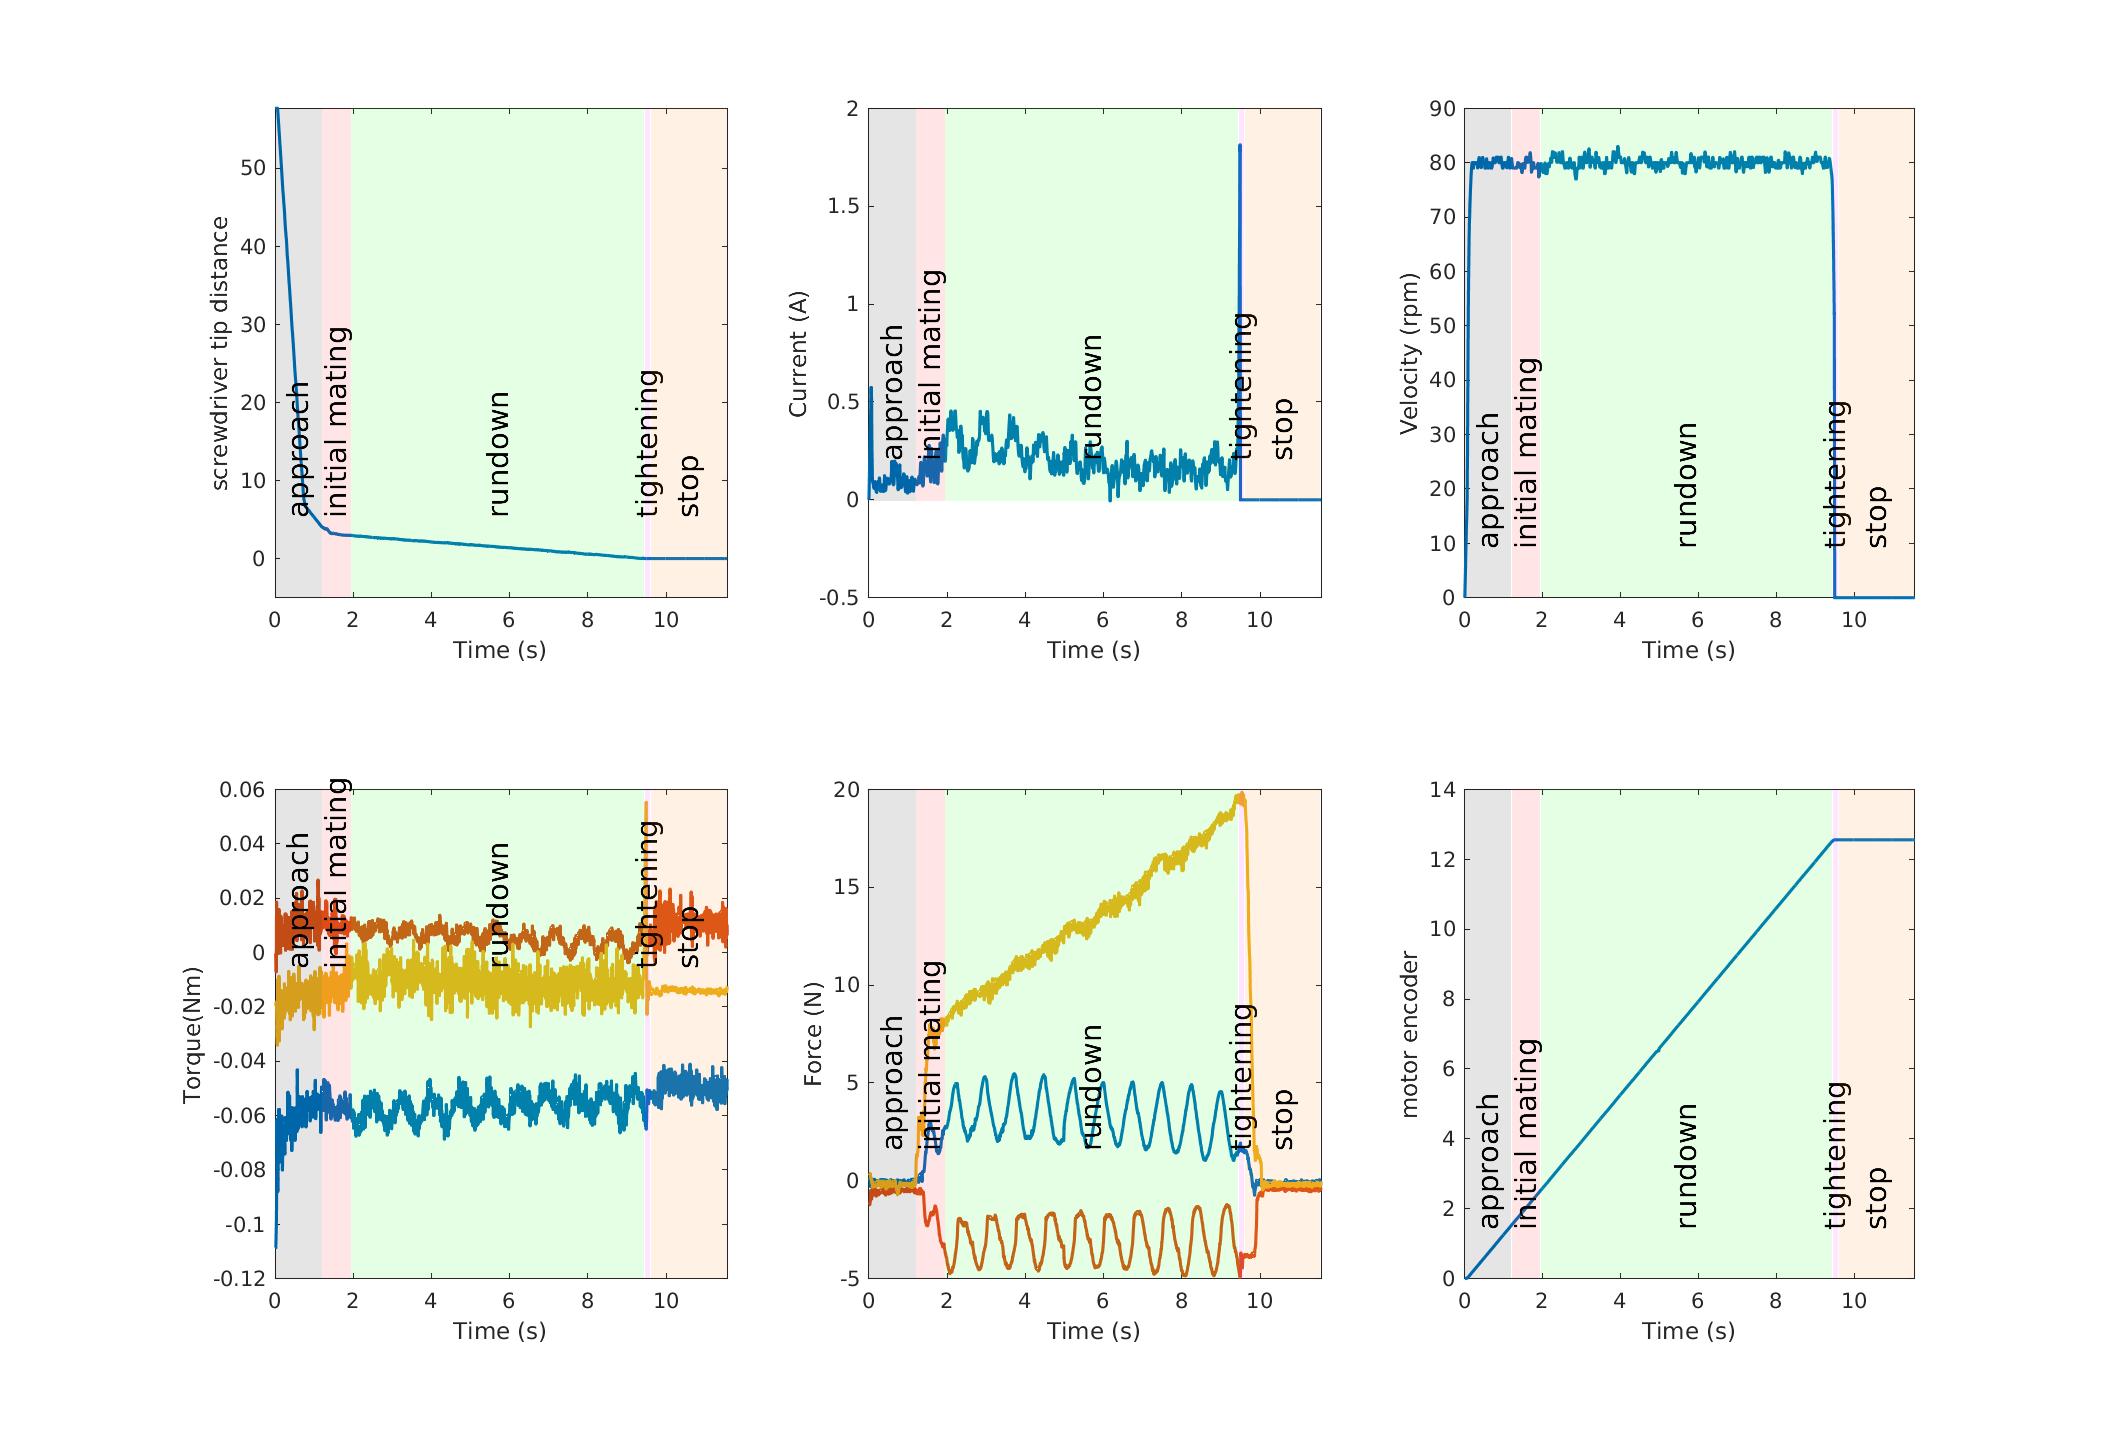 50
40
30
20
10
0
screwdriver tip distance
approach
initial mating
rundown
tightening
stop
0 2 4 6 8 10
Time (s)
2
1.5
1
0.5
0
-0.5
Current (A)
approach
initial mating
rundown
tightening
stop
0 2 4 6 8 10
Time (s)
90
80
70
60
50
40
30
20
10
0
Velocity (rpm)
approach
initial mating
rundown
tightening
stop
0 2 4 6 8 10
Time (s)
0.06
0.04
0.02
0
-0.02
-0.04
-0.06
-0.08
-0.1
-0.12
Torque(Nm)
approach
initial mating
rundown
tightening
stop
0 2 4 6 8 10
Time (s)
20
15
10
5
0
-5
Force (N)
approach
initial mating
rundown
tightening
stop
0 2 4 6 8 10
Time (s)
14
12
10
8
6
4
2
0
motor encoder
approach
initial mating
rundown
tightening
stop
0 2 4 6 8 10
Time (s)